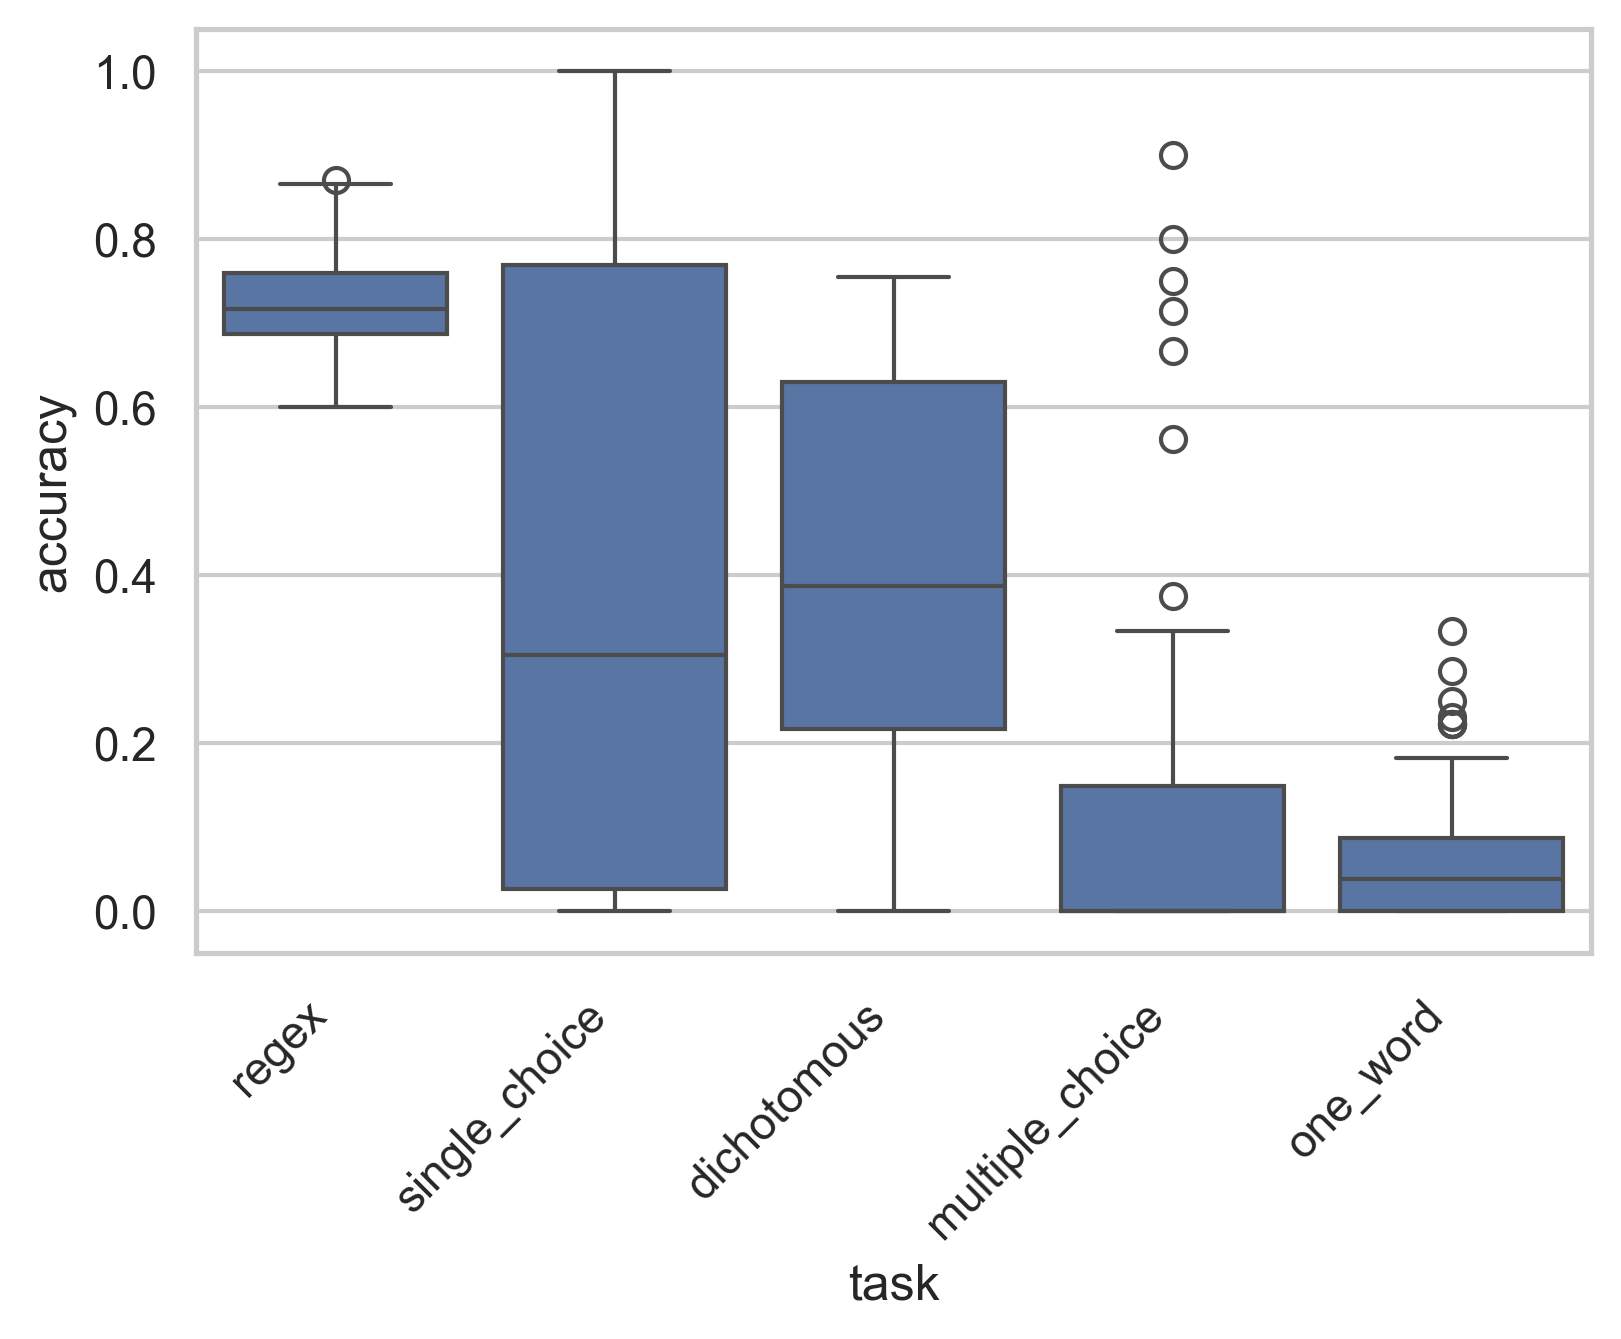 accuracy
1.0
0.8
0.6
0.4
0.2
0.0
regex
single_choice
dichotomous
multiple_choice
one_word
task